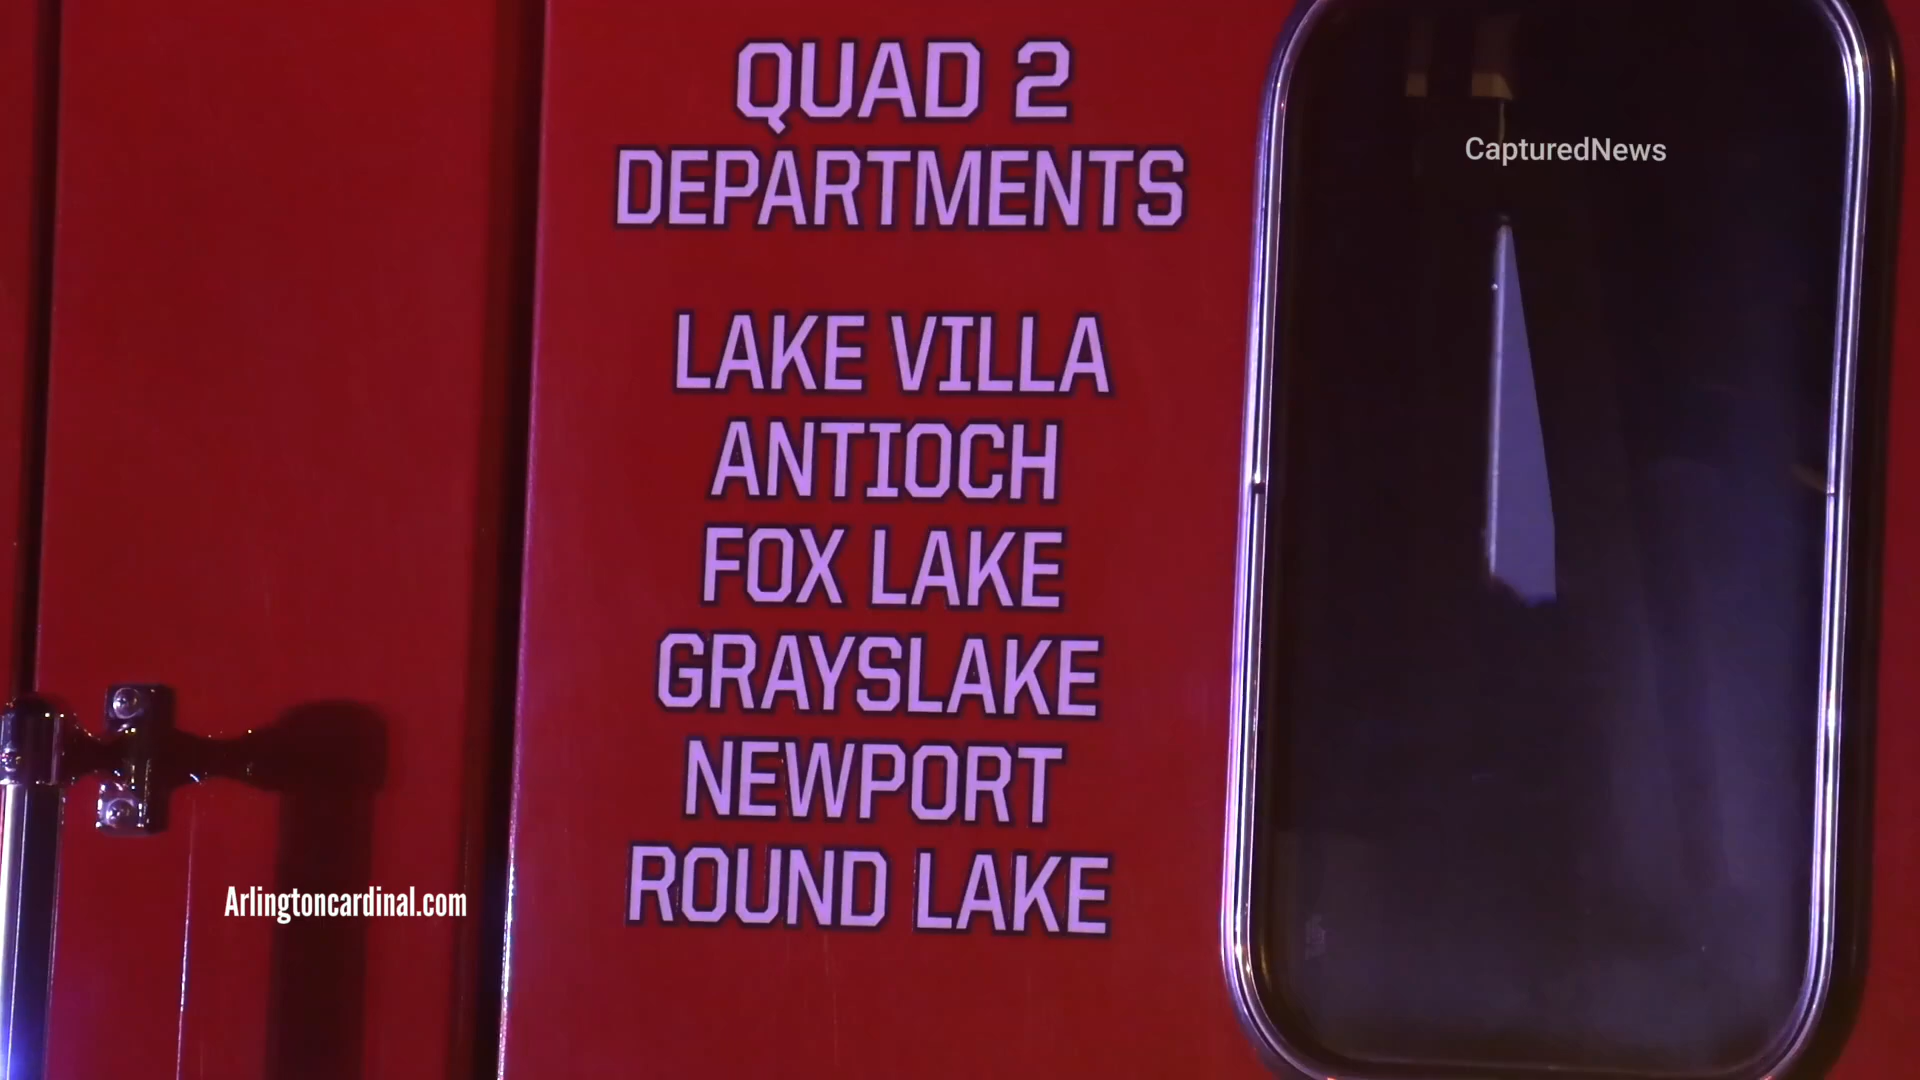 QUAD 2
DEPARTMENTS
CapturedNews
LAKE VILLA
ANTIOCH
FOX LAKE
GRAYSLAKE
NEWPORT
ROUND LAKE
Arlingtoncardinal.com